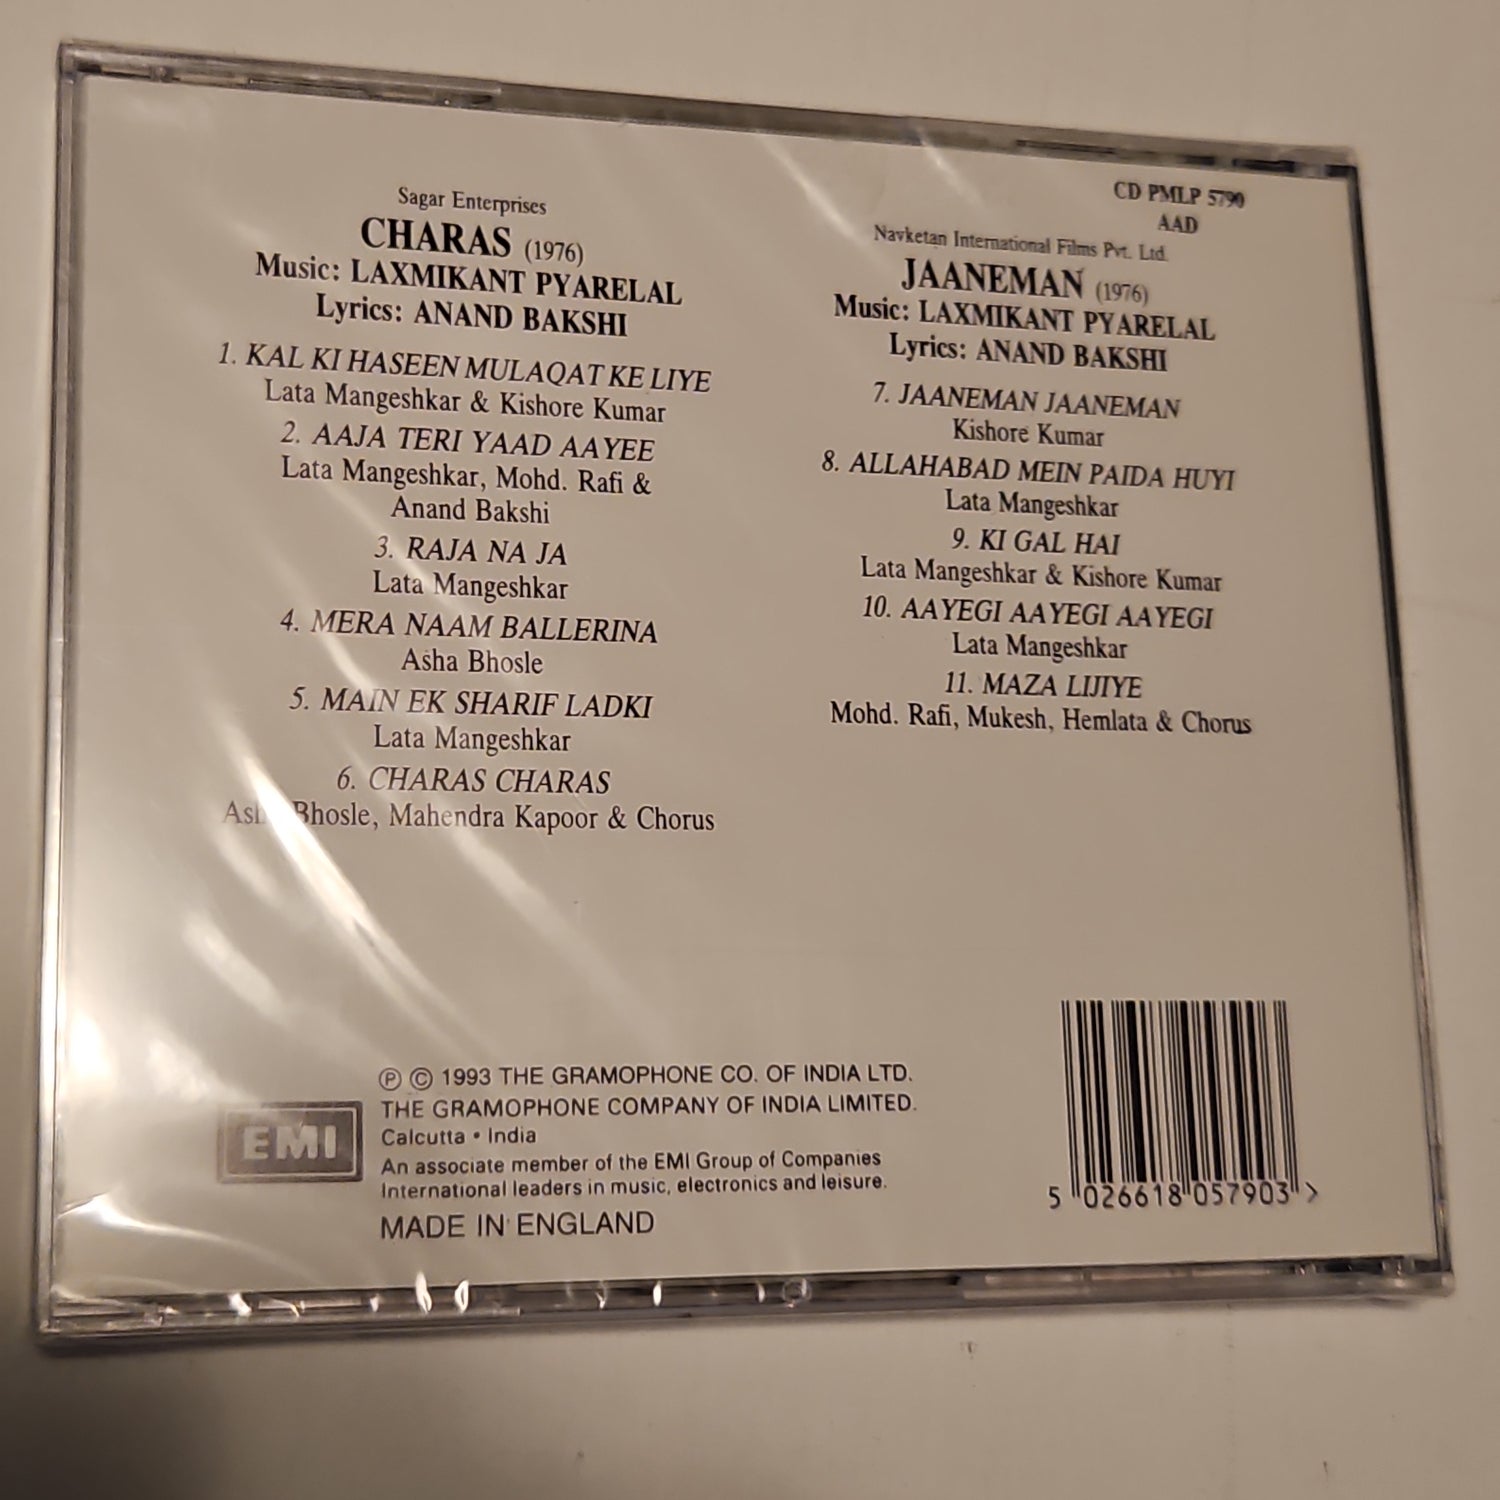 Sagar Enterprises
CHARAS (1976)
Music: LAXMIKANT PYARELAL
Lyrics: ANAND BAKSHI
1. KAL KI HASEEN MULAQAT KE LIYE
Lata Mangeshkar & Kishore Kumar
2. AAJA TERI YAAD AAYEE
Lata Mangeshkar, Mohd. Rafi &
Anand Bakshi
3. RAJA NA JA
Lata Mangeshkar
4. MERA NAAM BALLERINA
Asha Bhosle
5. MAIN EK SHARIF LADKI
Lata Mangeshkar
6. CHARAS CHARAS
Asha Bhosle, Mahendra Kapoor & Chorus
CD PMLP 5790
AAD
Navketan International Films Pvt. Ltd.
JAANEMAN (1976)
Music: LAXMIKANT PYARELAL
Lyrics: ANAND BAKSHI
7. JAANEMAN JAANEMAN
Kishore Kumar
8. ALLAHABAD MEIN PAIDA HUYI
Lata Mangeshkar
9. KI GAL HAI
Lata Mangeshkar & Kishore Kumar
10. AAYEGI AAYEGI AAYEGI
Lata Mangeshkar
11. MAZA LIJIYE
Mohd. Rafi, Mukesh, Hemlata & Chorus
EMI
℗ © 1993 THE GRAMOPHONE CO. OF INDIA LTD.
THE GRAMOPHONE COMPANY OF INDIA LIMITED.
Calcutta • India
An associate member of the EMI Group of Companies
International leaders in music, electronics and leisure.
MADE IN ENGLAND
5 026618 057903 >